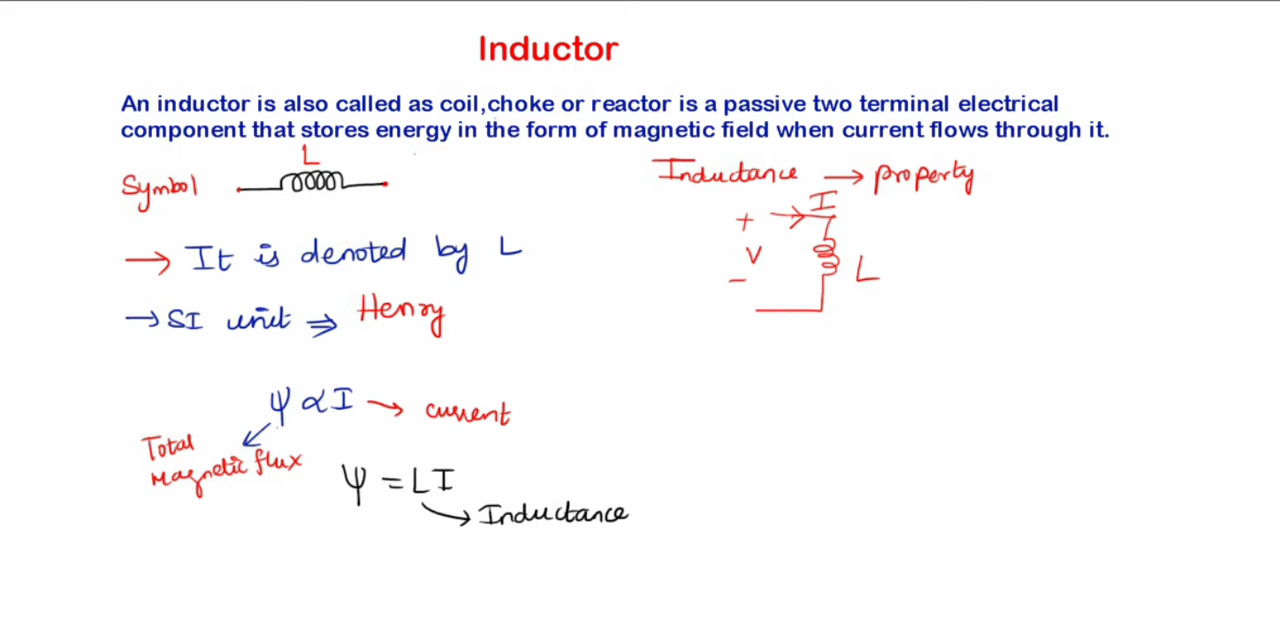 Inductor
An inductor is also called as coil,choke or reactor is a passive two terminal electrical
component that stores energy in the form of magnetic field when current flows through it.
L
Symbol
→ It is denoted by L
→ SI unit ⇒ Henry
ψ ∝ I → current
Total
Magnetic flux
ψ = LI
→ Inductance
Inductance → property
I
+
V
-
L